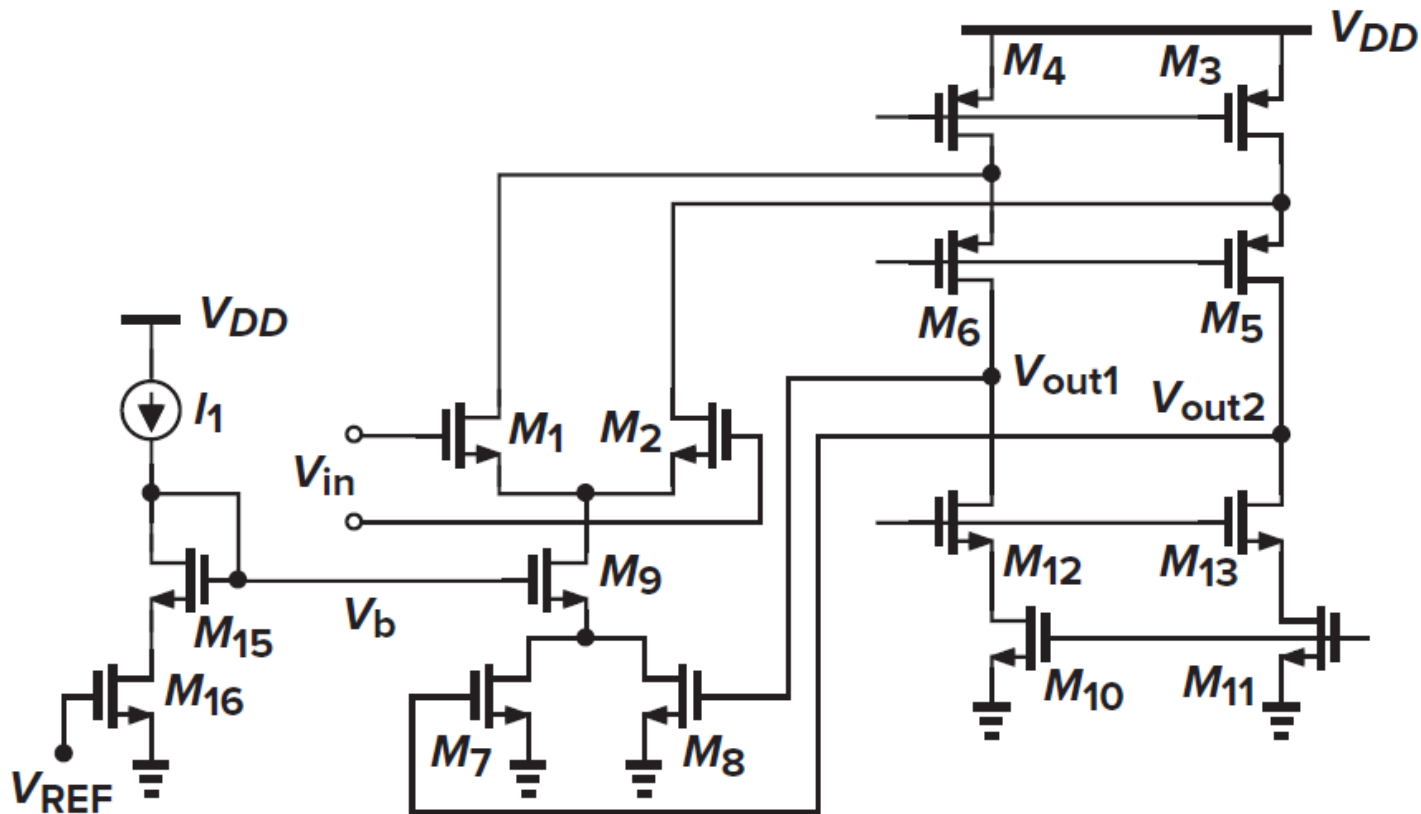 V_DD
M_4
M_3
M_6
M_5
V_DD
I_1
V_out1
V_out2
M_1
M_2
V_in
M_9
M_12
M_13
V_b
M_15
M_16
M_10
M_11
M_7
M_8
V_REF